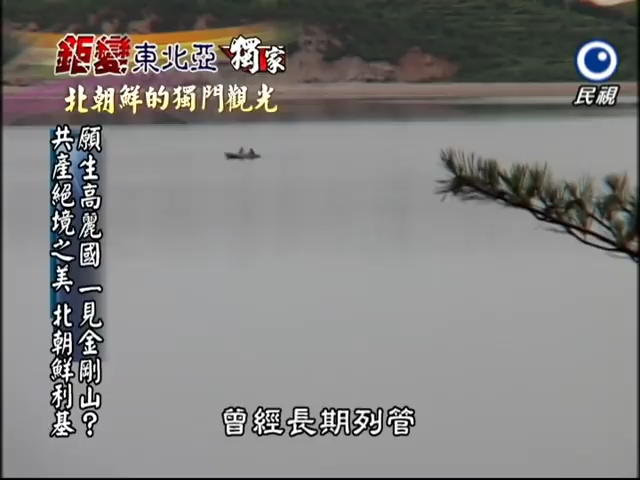 鉅變東北亞 獨家
北朝鮮的獨門觀光
民視
願生高麗國 一見金剛山?
共產絕境之美 北朝鮮利基
曾經長期列管